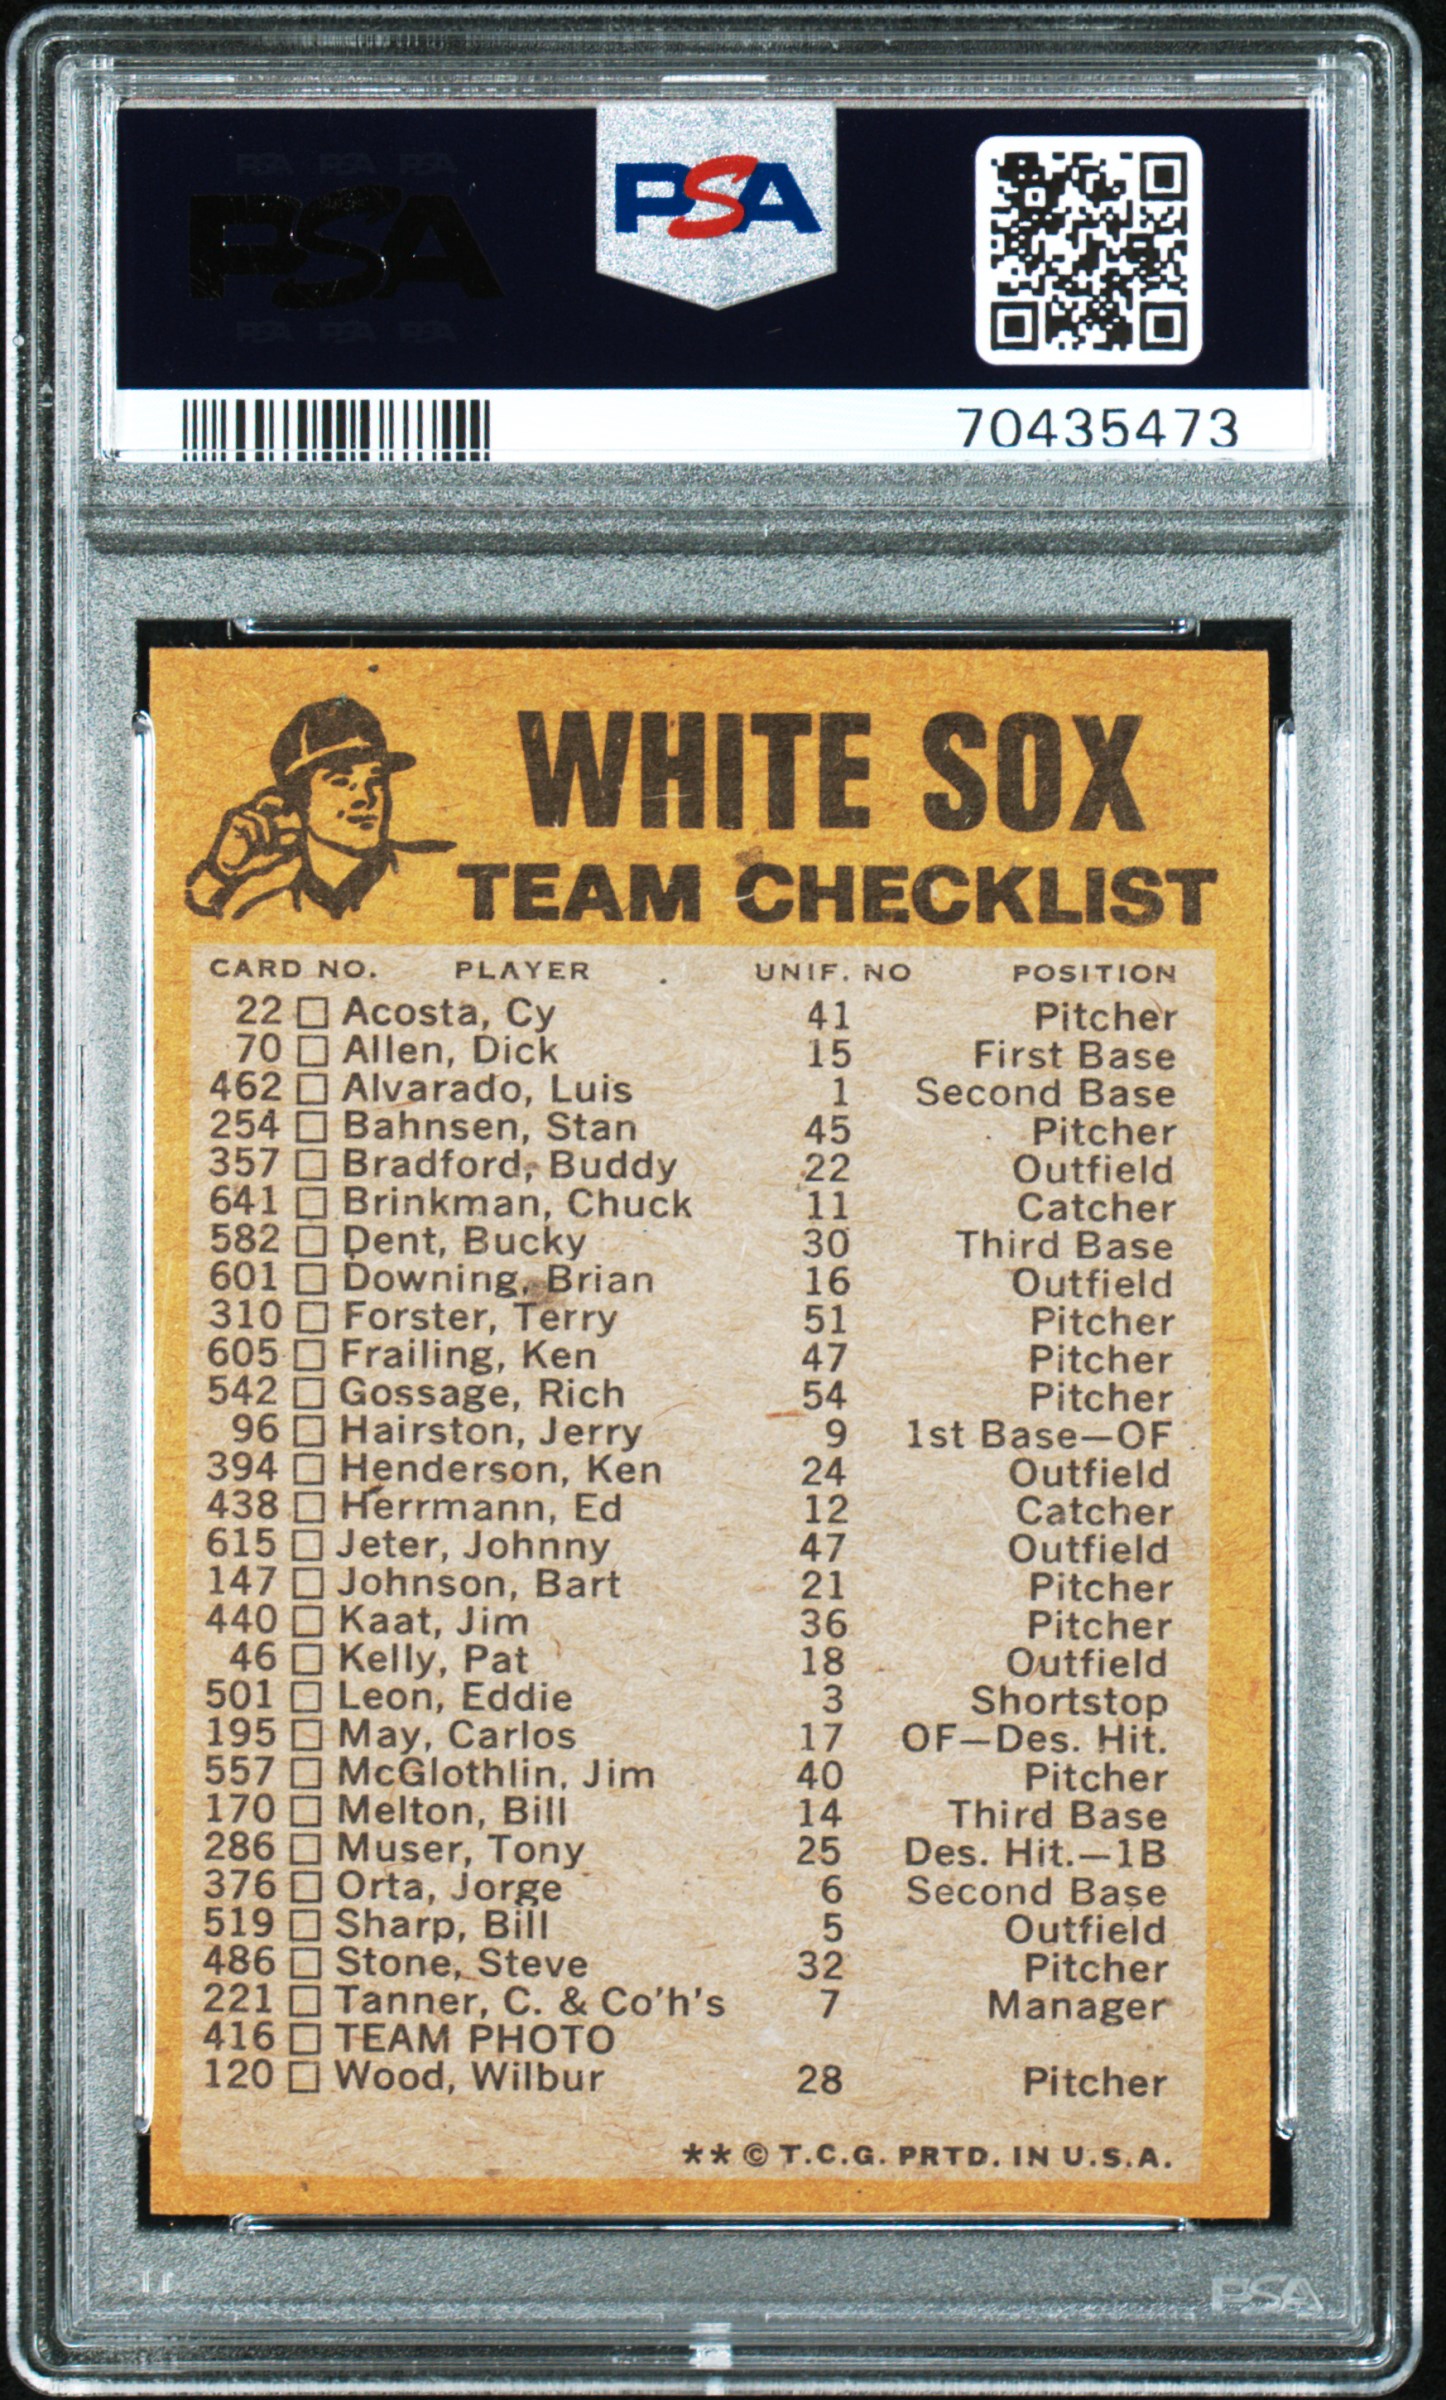 PSA PSA PSA
PSA
PSA PSA PSA
PSA
70435473
WHITE SOX
TEAM CHECKLIST
CARD NO. PLAYER UNIF. NO POSITION
22 Acosta, Cy 41 Pitcher
70 Allen, Dick 15 First Base
462 Alvarado, Luis 1 Second Base
254 Bahnsen, Stan 45 Pitcher
357 Bradford, Buddy 22 Outfield
641 Brinkman, Chuck 11 Catcher
582 Dent, Bucky 30 Third Base
601 Downing, Brian 16 Outfield
310 Forster, Terry 51 Pitcher
605 Frailing, Ken 47 Pitcher
542 Gossage, Rich 54 Pitcher
96 Hairston, Jerry 9 1st Base—OF
394 Henderson, Ken 24 Outfield
438 Herrmann, Ed 12 Catcher
615 Jeter, Johnny 47 Outfield
147 Johnson, Bart 21 Pitcher
440 Kaat, Jim 36 Pitcher
46 Kelly, Pat 18 Outfield
501 Leon, Eddie 3 Shortstop
195 May, Carlos 17 OF—Des. Hit.
557 McGlothlin, Jim 40 Pitcher
170 Melton, Bill 14 Third Base
286 Muser, Tony 25 Des. Hit.—1B
376 Orta, Jorge 6 Second Base
519 Sharp, Bill 5 Outfield
486 Stone, Steve 32 Pitcher
221 Tanner, C. & Co'h's 7 Manager
416 TEAM PHOTO
120 Wood, Wilbur 28 Pitcher
**© T.C.G. PRTD. IN U.S.A.
PSA